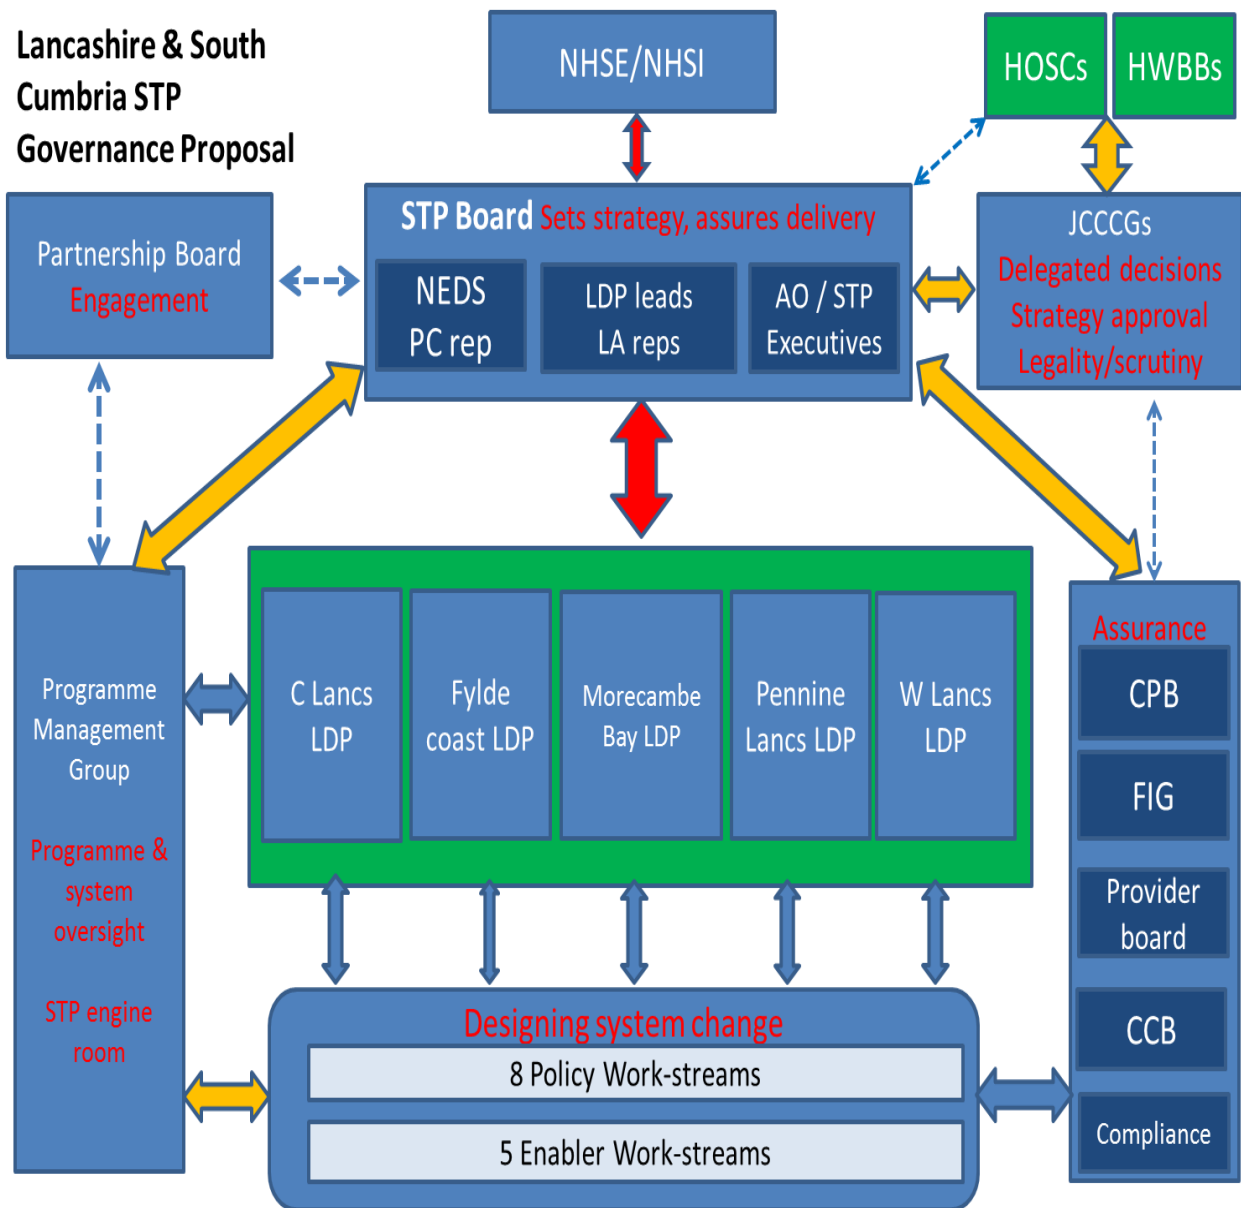 Lancashire & South
Cumbria STP
Governance Proposal
NHSE/NHSI
HOSCs
HWBBs
Partnership Board
Engagement
STP Board Sets strategy, assures delivery
NEDS
PC rep
LDP leads
LA reps
AO / STP
Executives
JCCCGs
Delegated decisions
Strategy approval
Legality/scrutiny
Programme
Management
Group
Programme &
system
oversight
STP engine
room
C Lancs
LDP
Fylde
coast LDP
Morecambe
Bay LDP
Pennine
Lancs LDP
W Lancs
LDP
Assurance
CPB
FIG
Provider
board
CCB
Compliance
Designing system change
8 Policy Work-streams
5 Enabler Work-streams